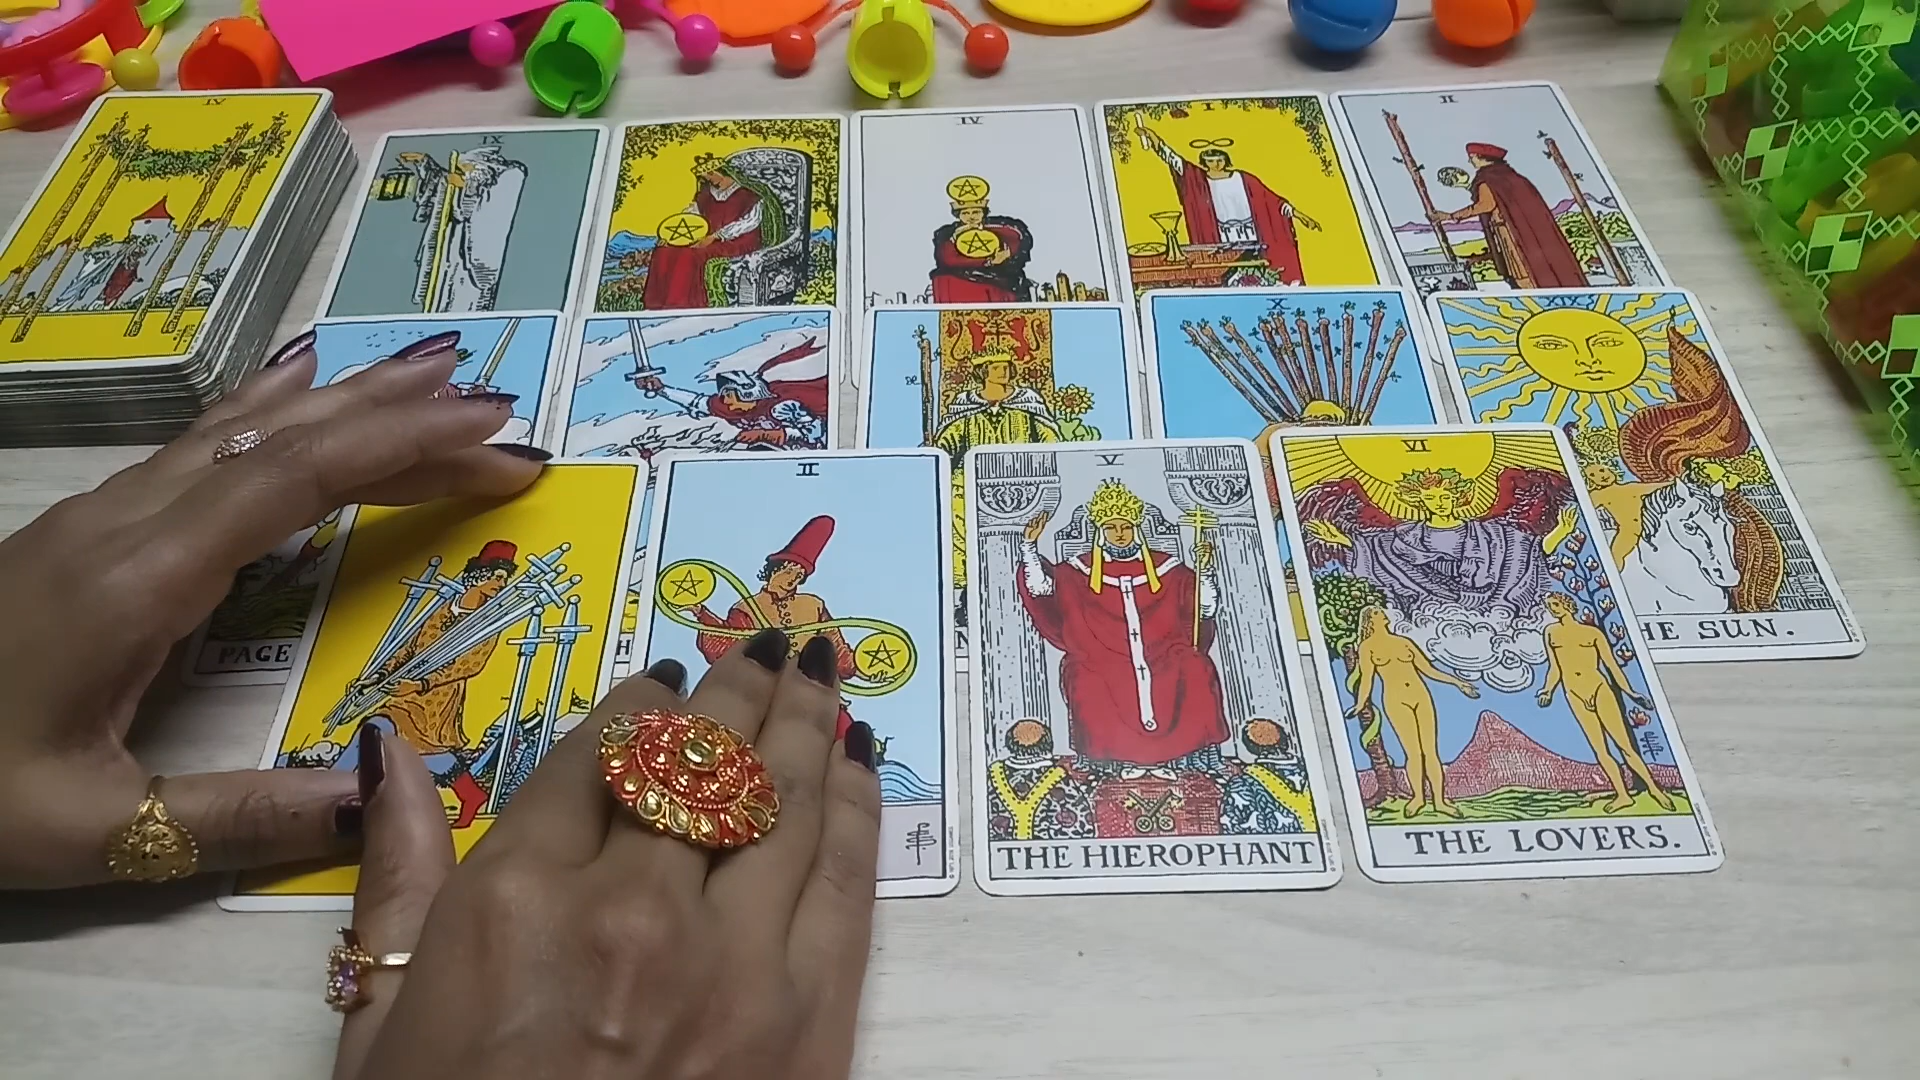 IV
IX
IV
I
II
X
XIX
PAGE
II
V
THE HIEROPHANT
VI
THE LOVERS.
HE SUN.